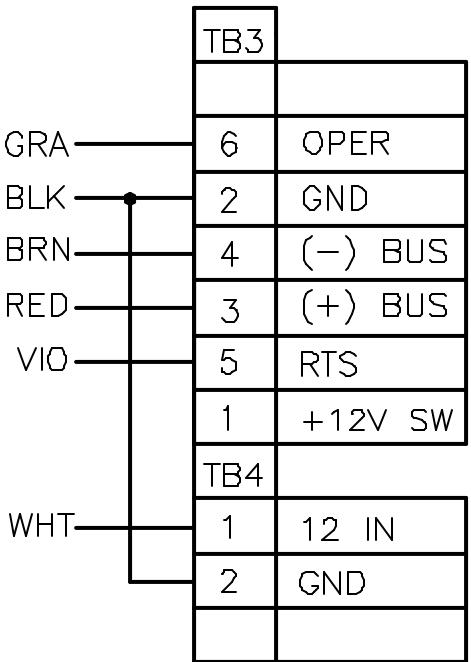 TB3
GRA 6 OPER
BLK 2 GND
BRN 4 (-) BUS
RED 3 (+) BUS
VIO 5 RTS
1 +12V SW
TB4
WHT 1 12 IN
2 GND